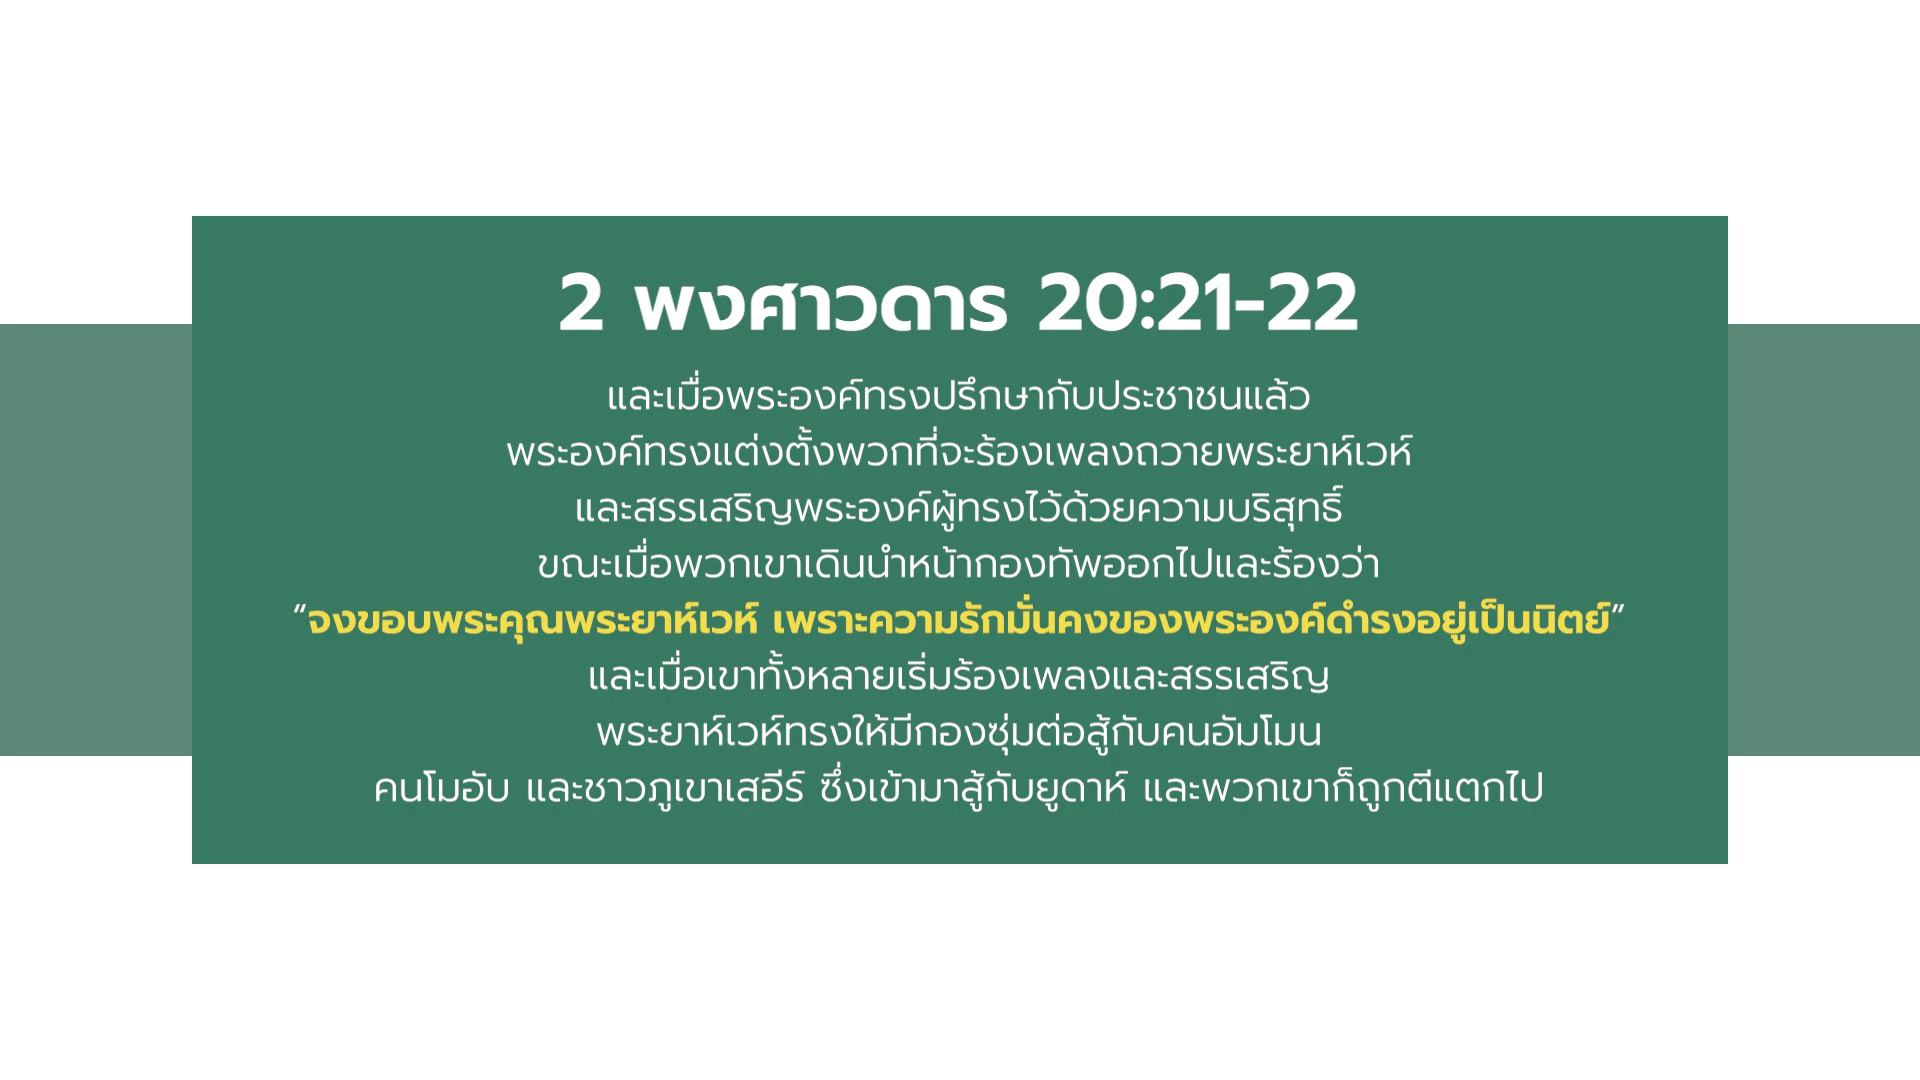 2 พงศาวดาร 20:21-22
และเมื่อพระองค์ทรงปรึกษากับประชาชนแล้ว
พระองค์ทรงแต่งตั้งพวกที่จะร้องเพลงถวายพระยาห์เวห์
และสรรเสริญพระองค์ผู้ทรงไว้ด้วยความบริสุทธิ์
ขณะเมื่อพวกเขาเดินนำหน้ากองทัพออกไปและร้องว่า
“จงขอบพระคุณพระยาห์เวห์ เพราะความรักมั่นคงของพระองค์ดำรงอยู่เป็นนิตย์”
และเมื่อเขาทั้งหลายเริ่มร้องเพลงและสรรเสริญ
พระยาห์เวห์ทรงให้มีกองซุ่มต่อสู้กับคนอัมโมน
คนโมอับ และชาวภูเขาเสอีร์ ซึ่งเข้ามาสู้กับยูดาห์ และพวกเขาก็ถูกตีแตกไป